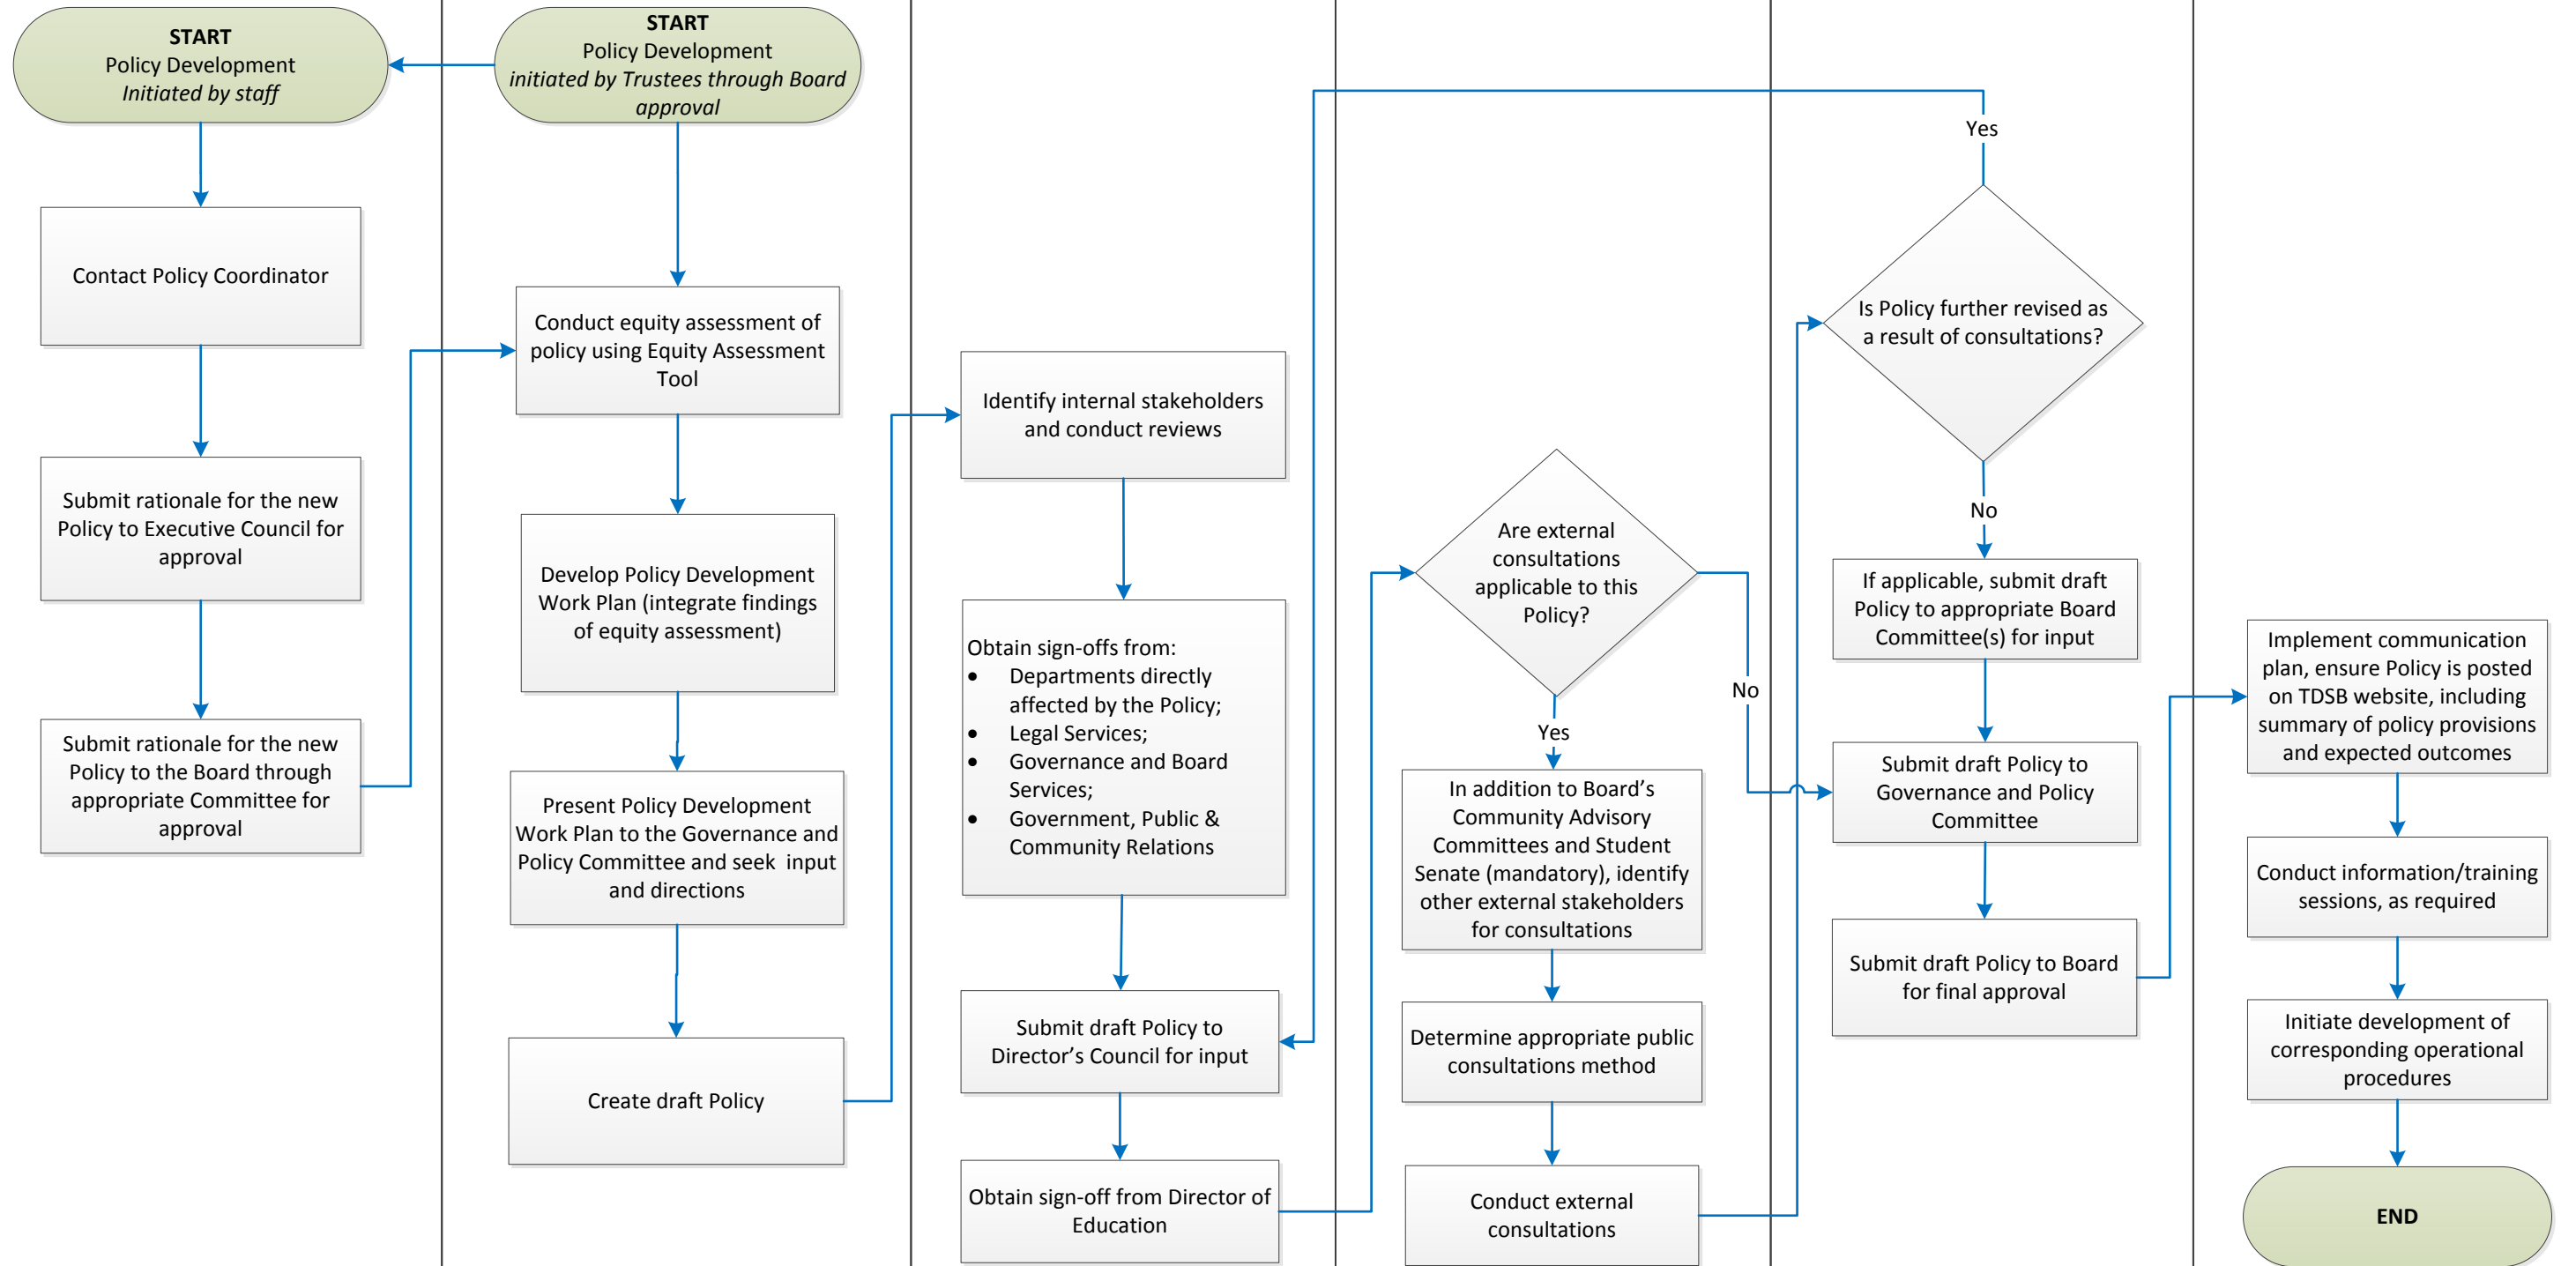 START
Policy Development
Initiated by staff
Contact Policy Coordinator
Submit rationale for the new
Policy to Executive Council for
approval
Submit rationale for the new
Policy to the Board through
appropriate Committee for
approval
START
Policy Development
initiated by Trustees through Board
approval
Conduct equity assessment of
policy using Equity Assessment
Tool
Develop Policy Development
Work Plan (integrate findings
of equity assessment)
Present Policy Development
Work Plan to the Governance and
Policy Committee and seek input
and directions
Create draft Policy
Identify internal stakeholders
and conduct reviews
Obtain sign-offs from:
• Departments directly
affected by the Policy;
• Legal Services;
• Governance and Board
Services;
• Government, Public &
Community Relations
Submit draft Policy to
Director’s Council for input
Obtain sign-off from Director of
Education
Are external
consultations
applicable to this
Policy?
No
Yes
In addition to Board’s
Community Advisory
Committees and Student
Senate (mandatory), identify
other external stakeholders
for consultations
Determine appropriate public
consultations method
Conduct external
consultations
Yes
Is Policy further revised as
a result of consultations?
No
If applicable, submit draft
Policy to appropriate Board
Committee(s) for input
Submit draft Policy to
Governance and Policy
Committee
Submit draft Policy to Board
for final approval
Implement communication
plan, ensure Policy is posted
on TDSB website, including
summary of policy provisions
and expected outcomes
Conduct information/training
sessions, as required
Initiate development of
corresponding operational
procedures
END